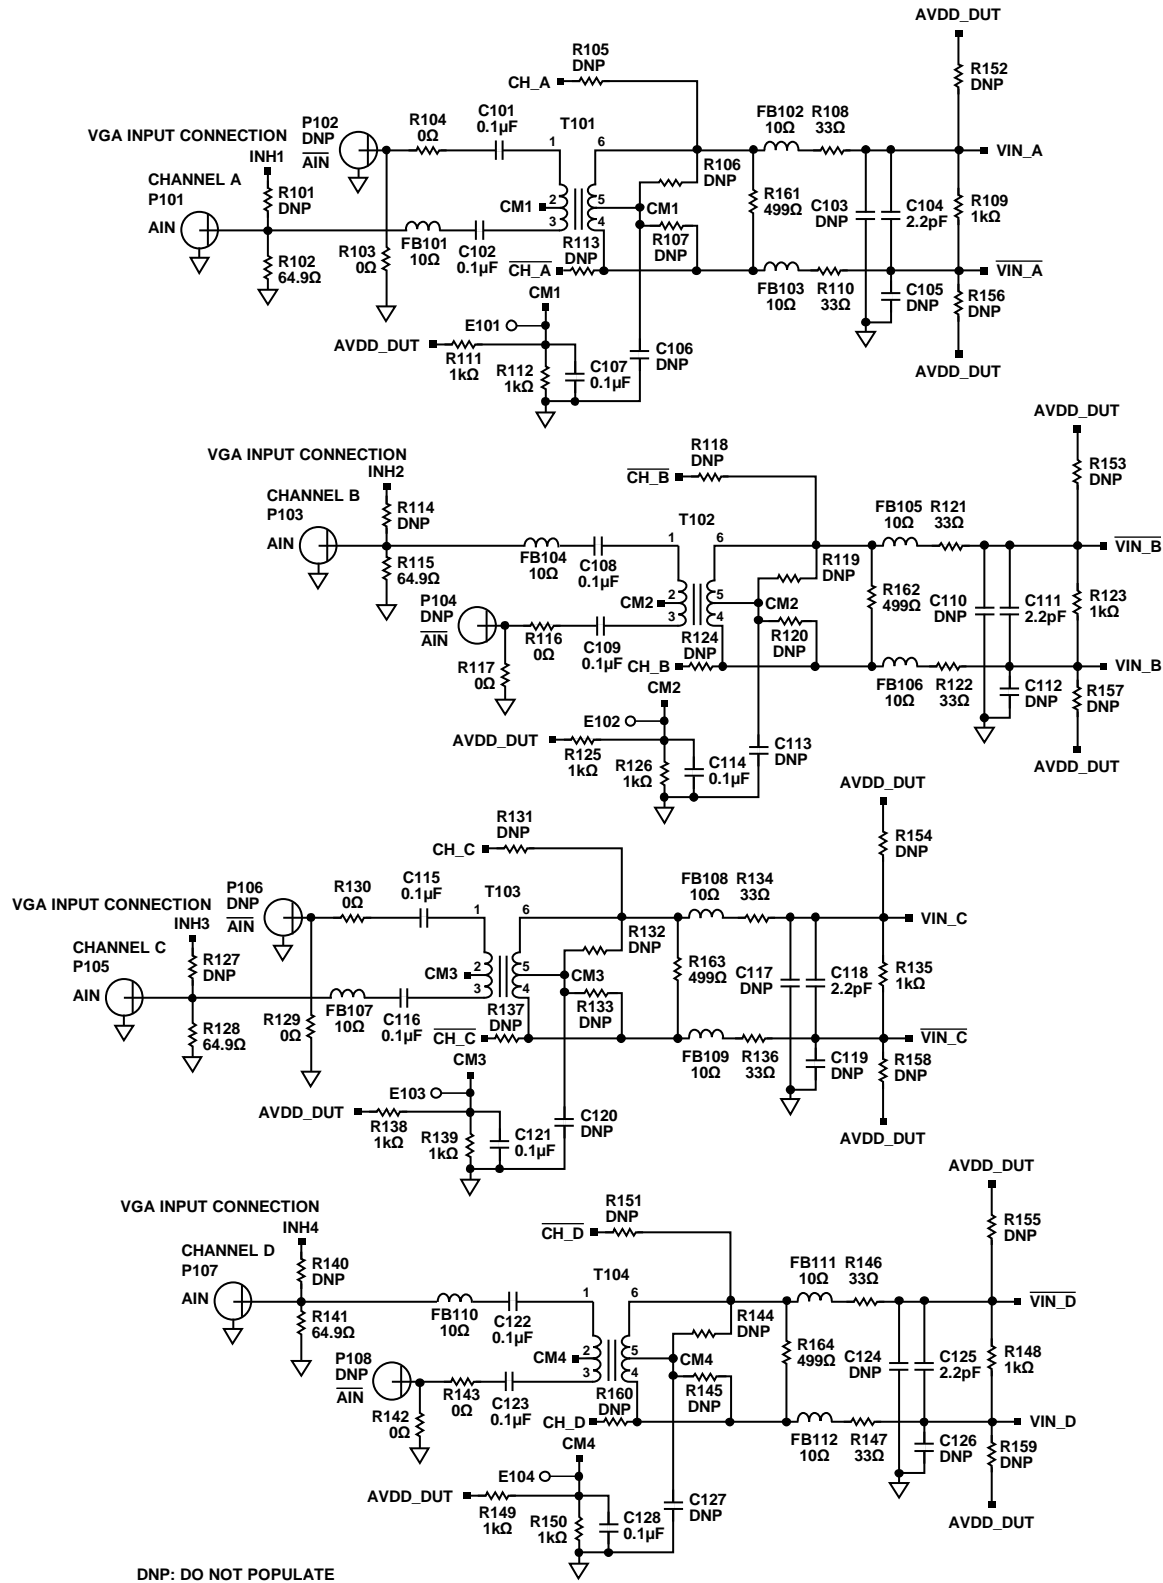 AVDD_DUT
R105
DNP
CH_A
R152
DNP
VGA INPUT CONNECTION
INH1
P102
DNP
AIN
R104
0Ω
C101
0.1µF
T101
1
2
3
6
5
4
FB102
10Ω
R108
33Ω
VIN_A
CHANNEL A
P101
AIN
R101
DNP
R106
DNP
R161
499Ω
C103
DNP
C104
2.2pF
R109
1kΩ
CM1
CM1
R107
DNP
R102
64.9Ω
R103
0Ω
FB101
10Ω
C102
0.1µF
R113
DNP
CH_A
FB103
10Ω
R110
33Ω
C105
DNP
VIN_A
R156
DNP
AVDD_DUT
CM1
E101
AVDD_DUT
R111
1kΩ
R112
1kΩ
C107
0.1µF
C106
DNP
AVDD_DUT
R118
DNP
CH_B
R153
DNP
VGA INPUT CONNECTION
INH2
CHANNEL B
P103
AIN
R114
DNP
R115
64.9Ω
FB104
10Ω
C108
0.1µF
T102
1
2
3
6
5
4
FB105
10Ω
R121
33Ω
VIN_B
R119
DNP
R162
499Ω
C110
DNP
C111
2.2pF
R123
1kΩ
P104
DNP
AIN
CM2
CM2
R120
DNP
R116
0Ω
C109
0.1µF
R124
DNP
CH_B
R117
0Ω
FB106
10Ω
R122
33Ω
C112
DNP
VIN_B
R157
DNP
AVDD_DUT
CM2
E102
AVDD_DUT
R125
1kΩ
R126
1kΩ
C114
0.1µF
C113
DNP
AVDD_DUT
R131
DNP
CH_C
R154
DNP
VGA INPUT CONNECTION
INH3
P106
DNP
AIN
R130
0Ω
C115
0.1µF
T103
1
2
3
6
5
4
FB108
10Ω
R134
33Ω
VIN_C
CHANNEL C
P105
AIN
R127
DNP
R132
DNP
R163
499Ω
C117
DNP
C118
2.2pF
R135
1kΩ
CM3
CM3
R133
DNP
R128
64.9Ω
R129
0Ω
FB107
10Ω
C116
0.1µF
R137
DNP
CH_C
FB109
10Ω
R136
33Ω
C119
DNP
VIN_C
R158
DNP
AVDD_DUT
CM3
E103
AVDD_DUT
R138
1kΩ
R139
1kΩ
C121
0.1µF
C120
DNP
AVDD_DUT
R151
DNP
CH_D
R155
DNP
VGA INPUT CONNECTION
INH4
CHANNEL D
P107
AIN
R140
DNP
R141
64.9Ω
FB110
10Ω
C122
0.1µF
T104
1
2
3
6
5
4
FB111
10Ω
R146
33Ω
VIN_D
R144
DNP
R164
499Ω
C124
DNP
C125
2.2pF
R148
1kΩ
P108
DNP
AIN
CM4
CM4
R145
DNP
R143
0Ω
C123
0.1µF
R160
DNP
CH_D
R142
0Ω
FB112
10Ω
R147
33Ω
C126
DNP
VIN_D
R159
DNP
AVDD_DUT
CM4
E104
AVDD_DUT
R149
1kΩ
R150
1kΩ
C128
0.1µF
C127
DNP
DNP: DO NOT POPULATE